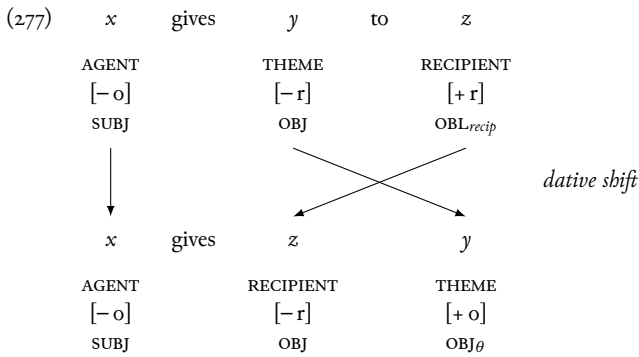 (277) x gives y to z
AGENT THEME RECIPIENT
[− o] [− r] [+ r]
SUBJ OBJ OBLrecip
dative shift
x gives z y
AGENT RECIPIENT THEME
[− o] [− r] [+ o]
SUBJ OBJ OBJθ